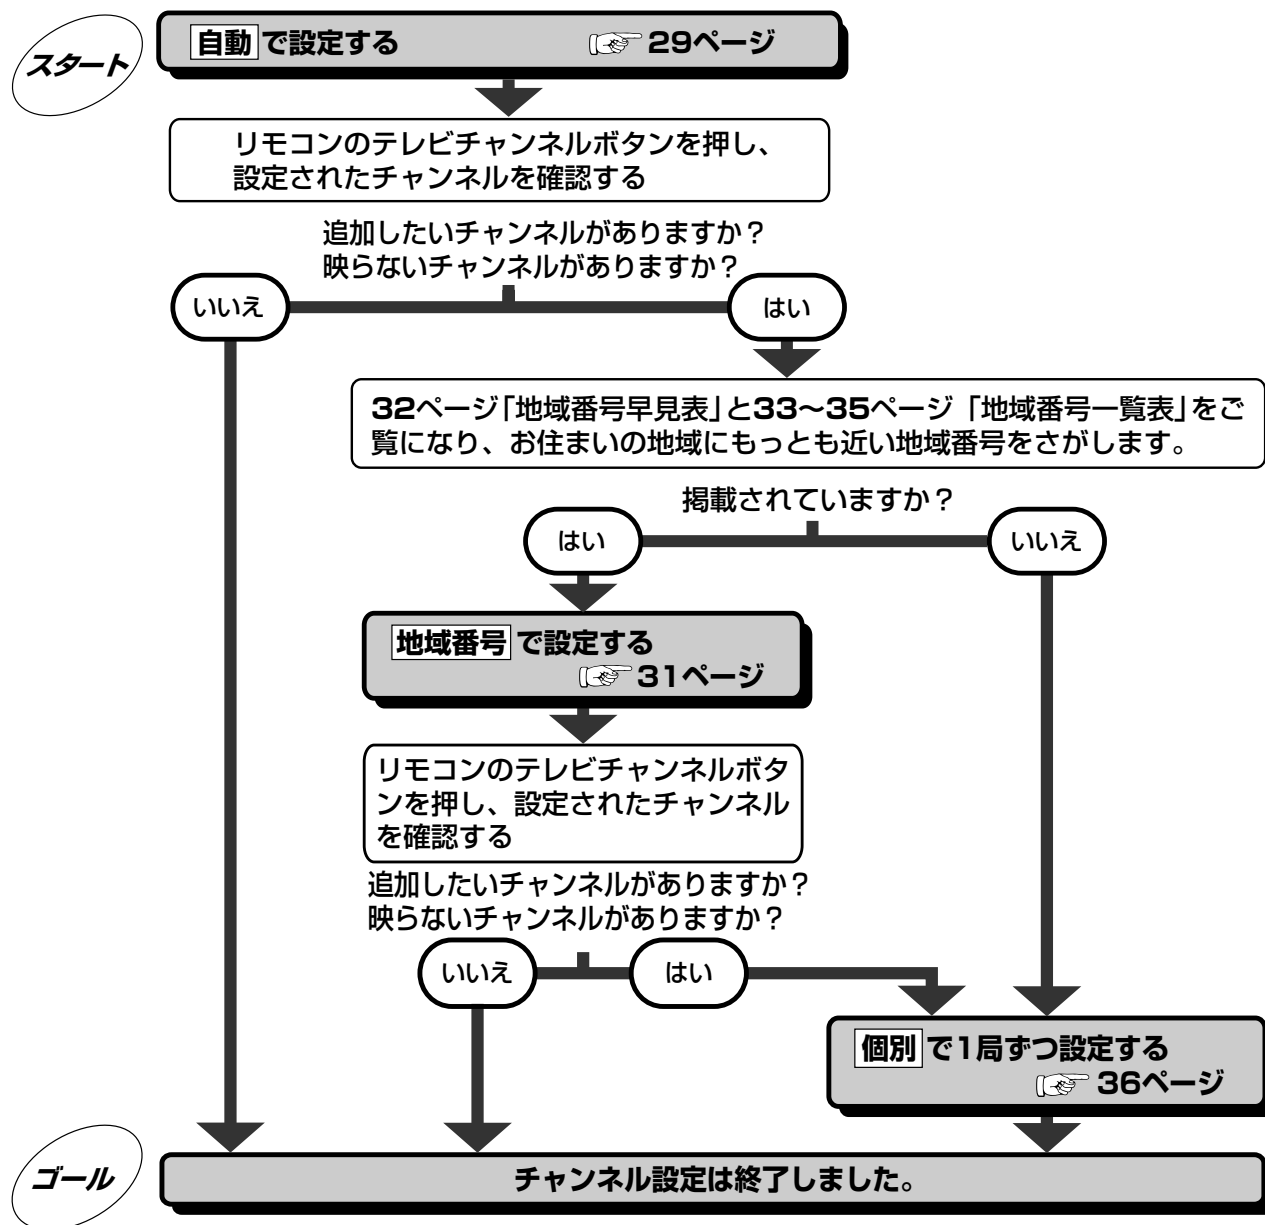 スタート
自動 で設定する 29ページ
リモコンのテレビチャンネルボタンを押し、
設定されたチャンネルを確認する
追加したいチャンネルがありますか？
映らないチャンネルがありますか？
いいえ
はい
32ページ「地域番号早見表」と33〜35ページ「地域番号一覧表」をご
覧になり、お住まいの地域にもっとも近い地域番号をさがします。
掲載されていますか？
はい
いいえ
地域番号 で設定する
31ページ
リモコンのテレビチャンネルボタ
ンを押し、設定されたチャンネル
を確認する
追加したいチャンネルがありますか？
映らないチャンネルがありますか？
いいえ
はい
個別 で1局ずつ設定する
36ページ
ゴール
チャンネル設定は終了しました。